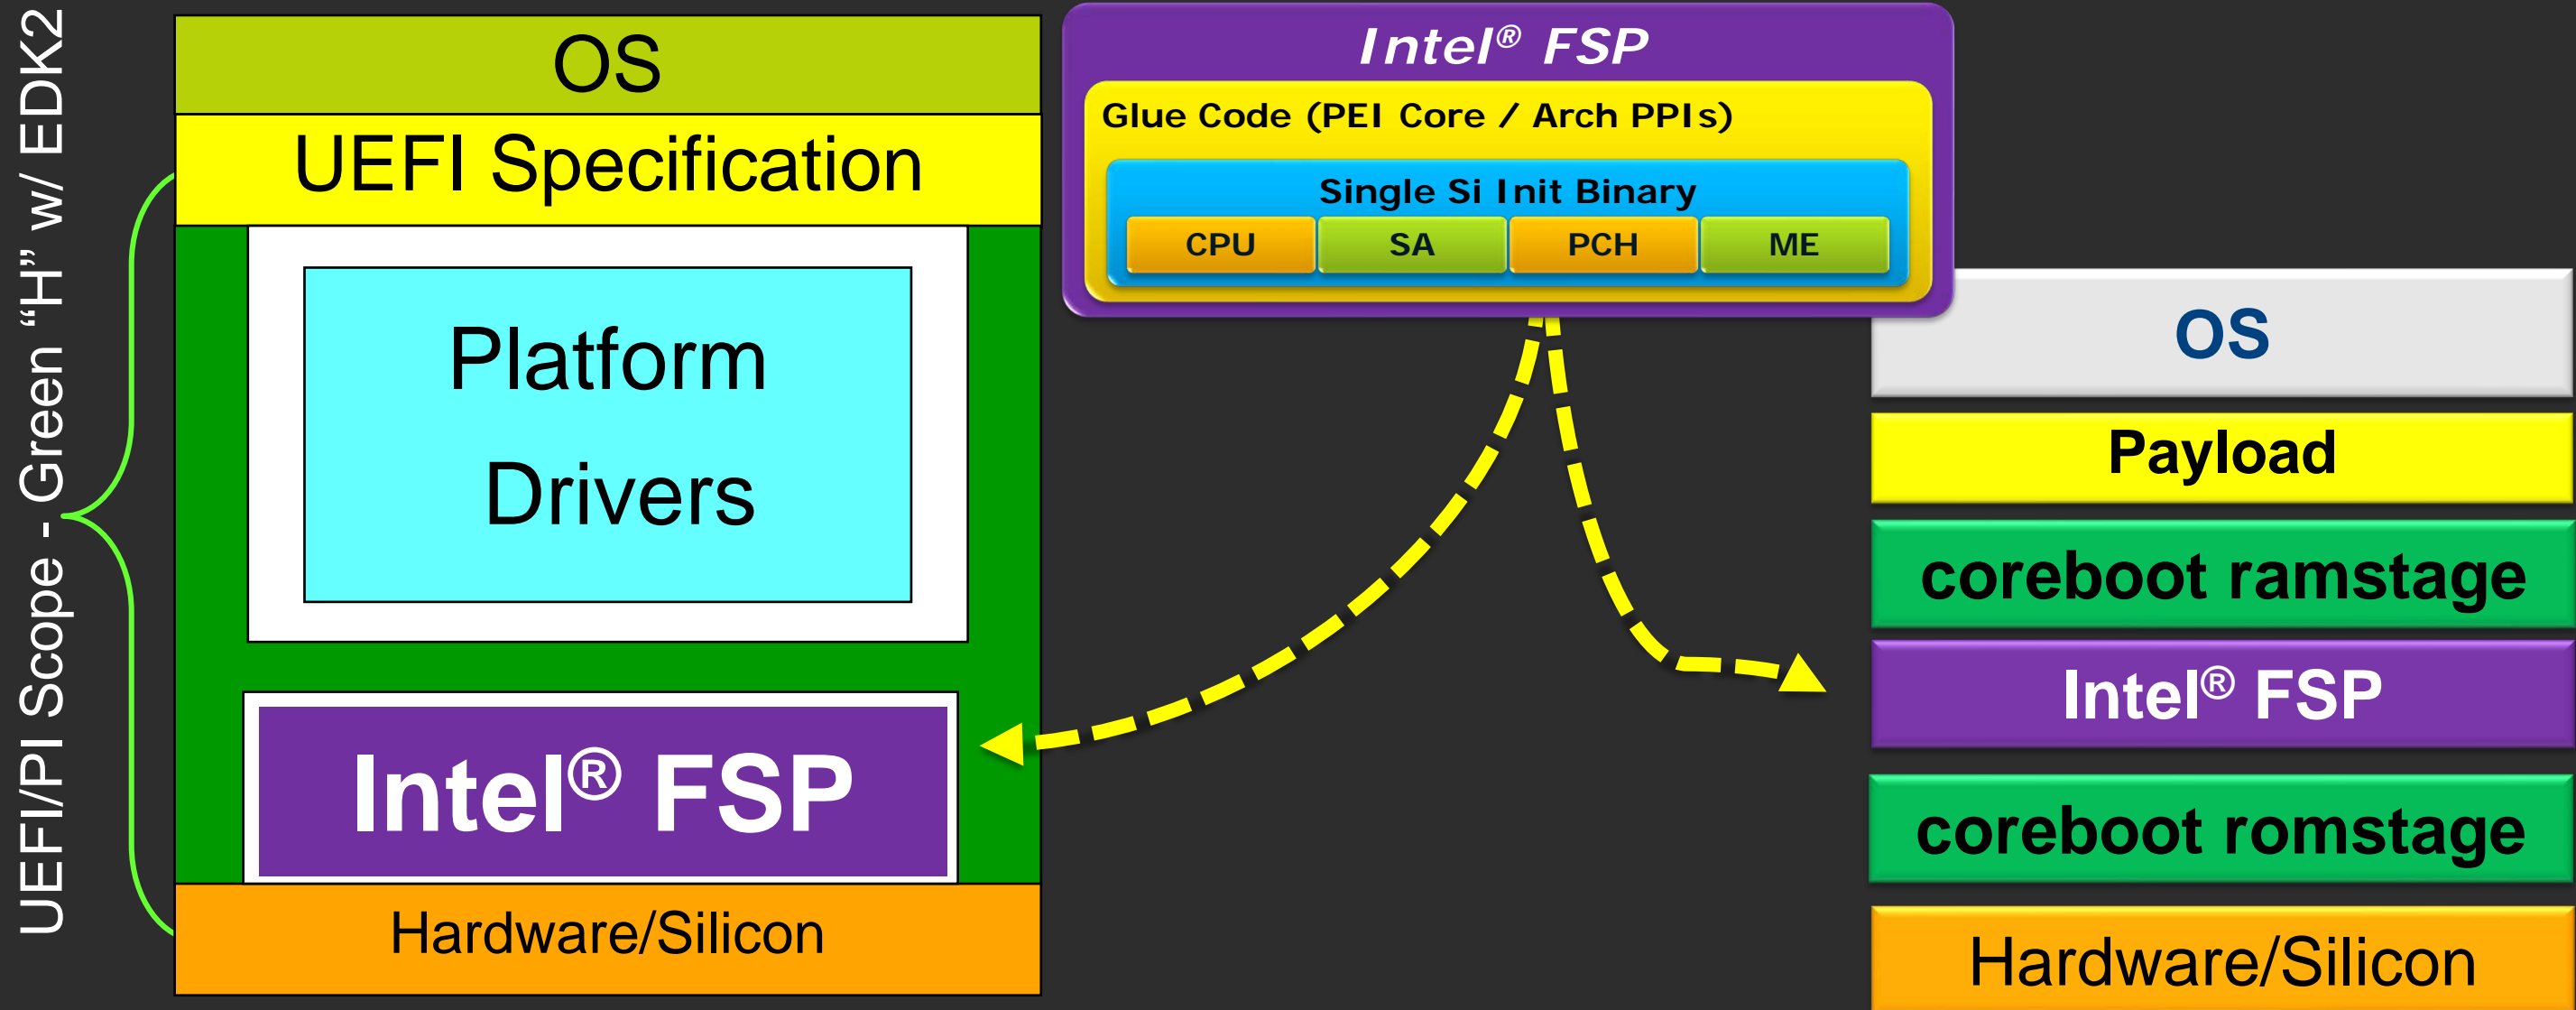 UEFI/PI Scope - Green “H” w/ EDK2
OS
UEFI Specification
Platform
Drivers
Intel® FSP
Hardware/Silicon
Intel® FSP
Glue Code (PEI Core / Arch PPIs)
Single Si Init Binary
CPU SA PCH ME
OS
Payload
coreboot ramstage
Intel® FSP
coreboot romstage
Hardware/Silicon